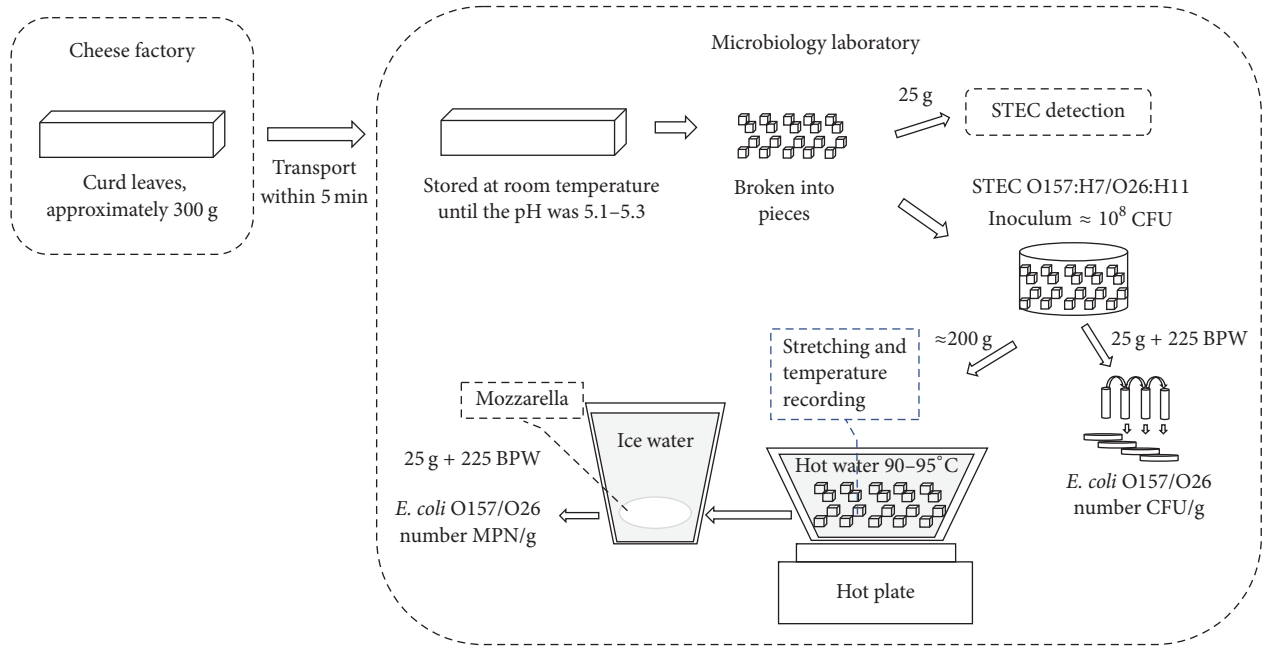 Cheese factory
Curd leaves,
approximately 300 g
Transport
within 5 min
Microbiology laboratory
Stored at room temperature
until the pH was 5.1–5.3
Broken into
pieces
25 g
STEC detection
STEC O157:H7/O26:H11
Inoculum ≈ 10⁸ CFU
≈200 g
25 g + 225 BPW
E. coli O157/O26
number CFU/g
Stretching and
temperature
recording
Hot water 90–95°C
Hot plate
Ice water
Mozzarella
25 g + 225 BPW
E. coli O157/O26
number MPN/g